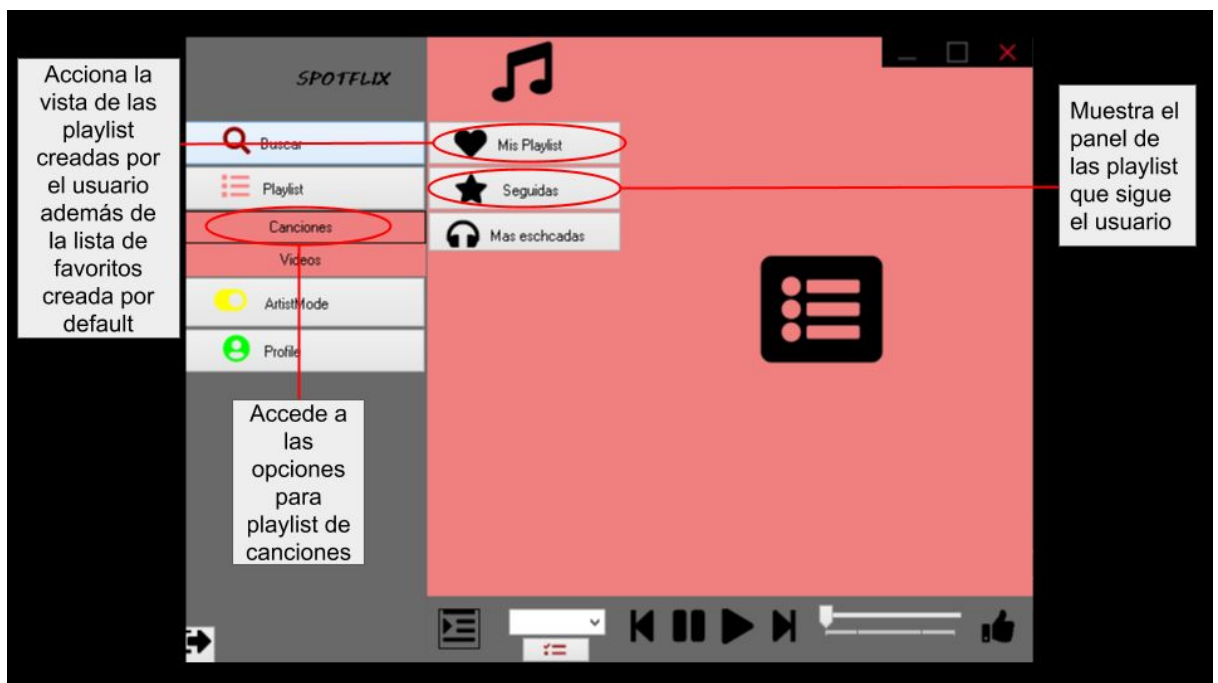 Acciona la
vista de las
playlist
creadas por
el usuario
además de
la lista de
favoritos
creada por
default
SPOTFLIX
Buscar
Playlist
Canciones
Videos
ArtistMode
Profile
Mis Playlist
Seguidas
Mas eschcadas
Muestra el
panel de
las playlist
que sigue
el usuario
Accede a
las
opciones
para
playlist de
canciones